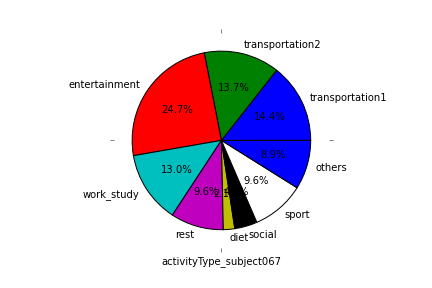 transportation2
13.7%
entertainment
24.7%
transportation1
14.4%
8.9%
others
13.0%
work_study
9.6%
rest
9.6%
sport
diet
social
activityType_subject067